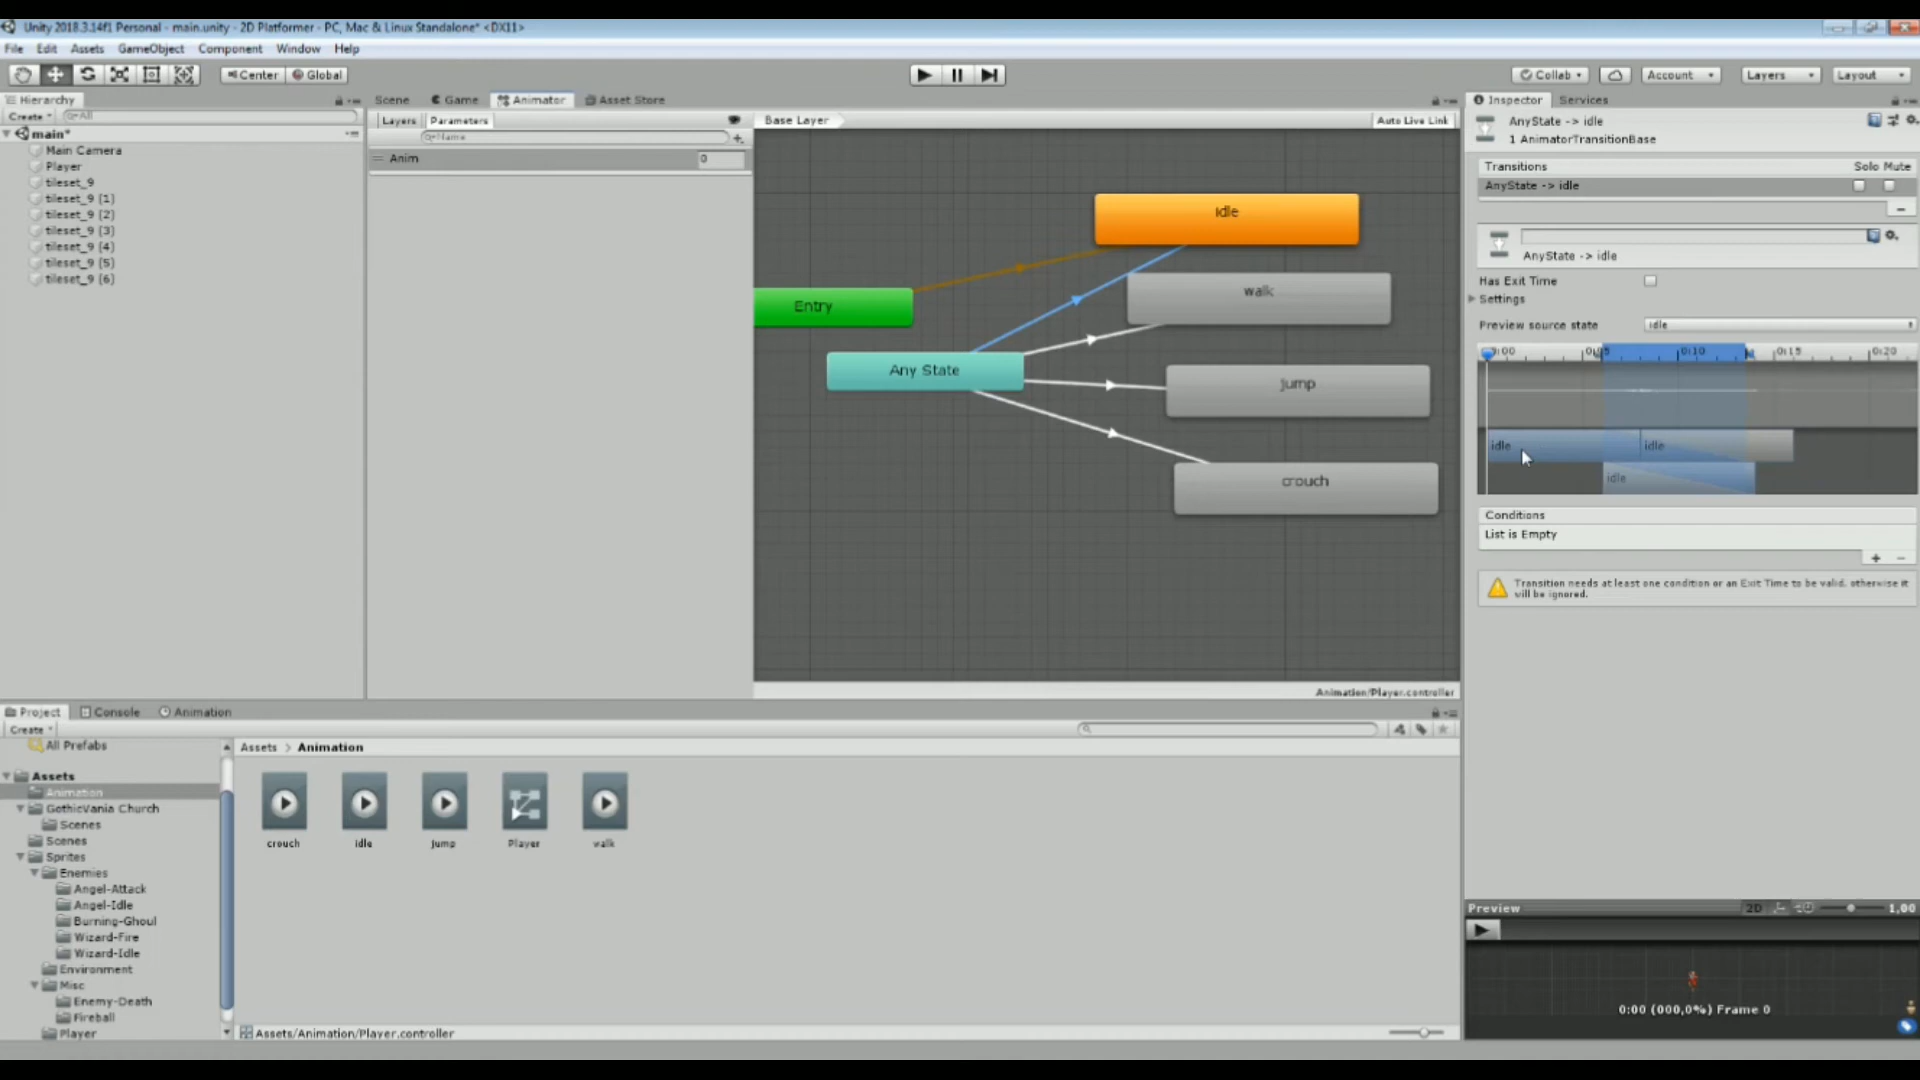 Unity 2018.3.14f1 Personal - main.unity - 2D Platformer - PC, Mac & Linux Standalone* <DX11>
File Edit Assets GameObject Component Window Help
Center Global Collab Account Layers Layout
Hierarchy
Create All
main*
Main Camera
Player
tileset_9
tileset_9 (1)
tileset_9 (2)
tileset_9 (3)
tileset_9 (4)
tileset_9 (5)
tileset_9 (6)
Scene Game Animator Asset Store
Layers Parameters
Name
Anim 0
Base Layer Auto Live Link
idle
walk
Entry
Any State
jump
crouch
Animation/Player.controller
Inspector Services
AnyState -> idle
1 AnimatorTransitionBase
Transitions Solo Mute
AnyState -> idle
AnyState -> idle
Has Exit Time
Settings
Preview source state idle
0:00 0:05 0:10 0:15 0:20
idle idle
idle
Conditions
List is Empty
Transition needs at least one condition or an Exit Time to be valid, otherwise it
will be ignored.
Preview 2D 1,00
0:00 (000,0%) Frame 0
Project Console Animation
Create
All Prefabs
Assets
Animation
GothicVania Church
Scenes
Scenes
Sprites
Enemies
Angel-Attack
Angel-Idle
Burning-Ghoul
Wizard-Fire
Wizard-Idle
Environment
Misc
Enemy-Death
Fireball
Player
Assets > Animation
crouch idle jump Player walk
Assets/Animation/Player.controller